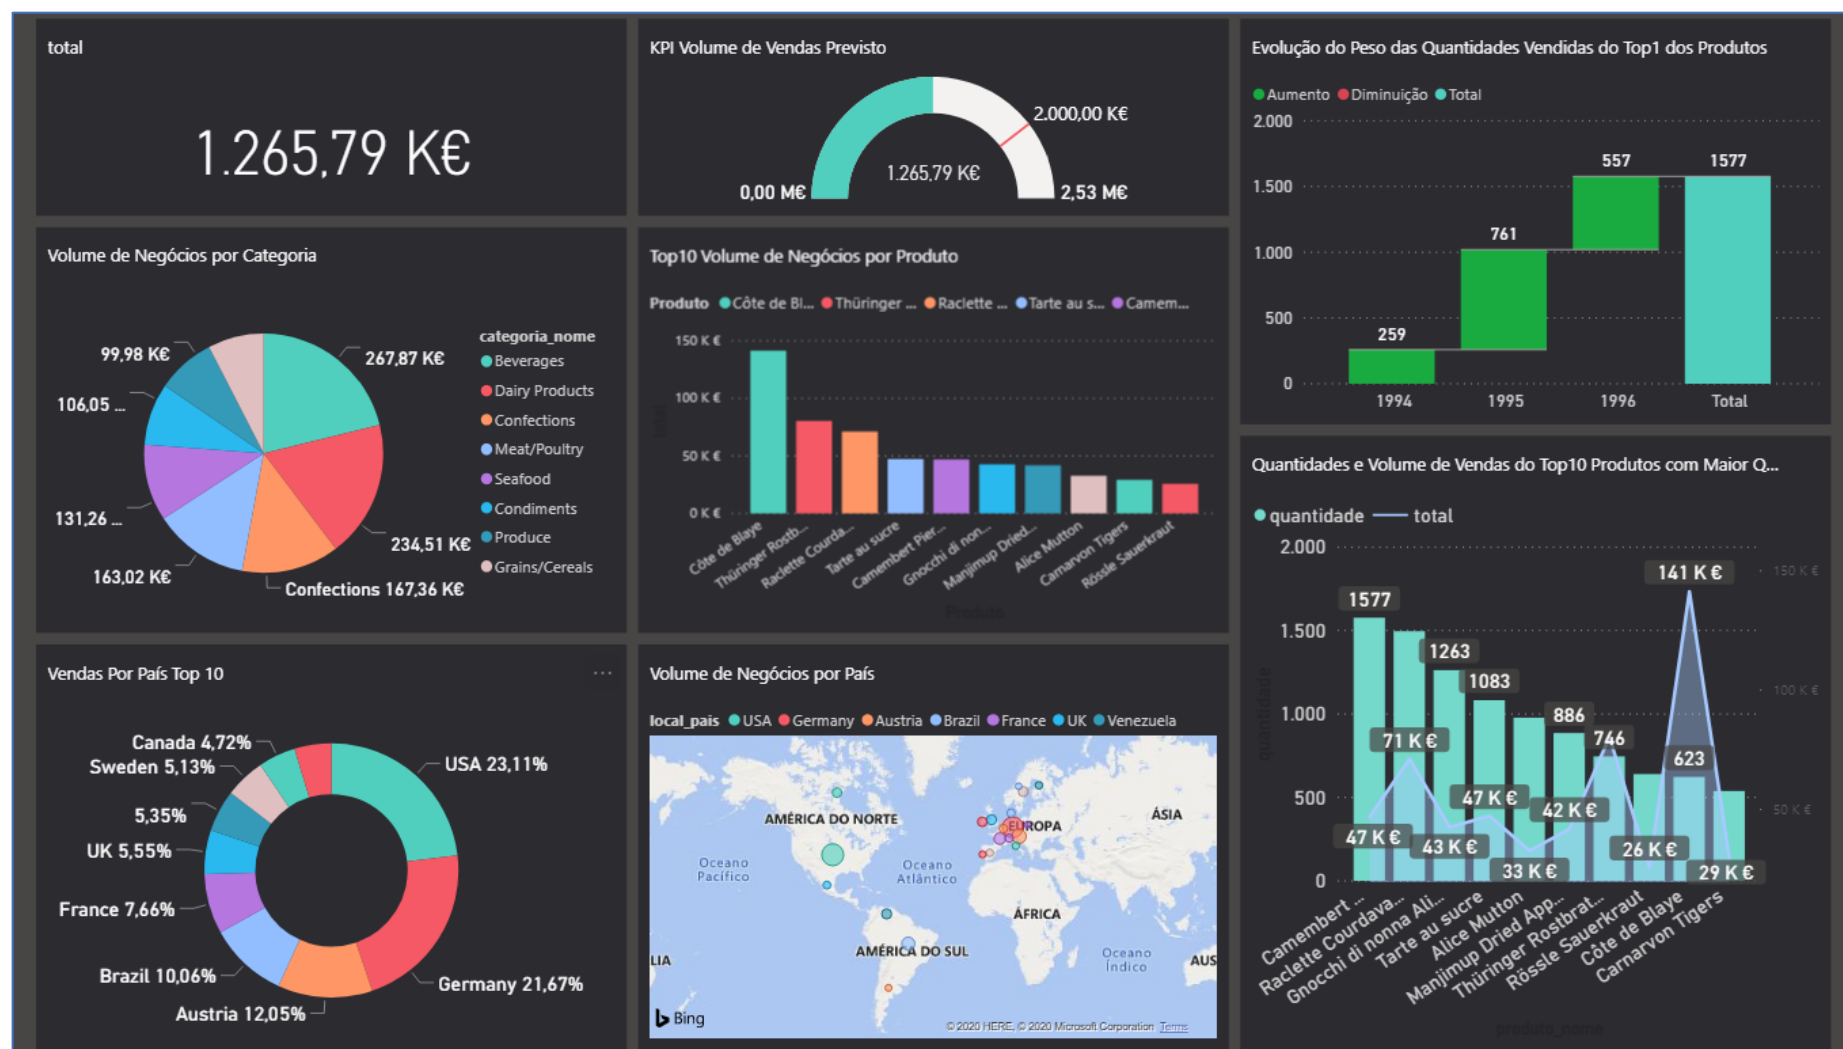 total
1.265,79 K€
KPI Volume de Vendas Previsto
2.000,00 K€
1.265,79 K€
0,00 M€
2,53 M€
Evolução do Peso das Quantidades Vendidas do Top1 dos Produtos
Aumento Diminuição Total
2.000
1.500
1.000
500
0
259
761
557
1577
1994 1995 1996 Total
Volume de Negócios por Categoria
99,98 K€
106,05 ...
131,26 ...
163,02 K€
Confections 167,36 K€
234,51 K€
267,87 K€
categoria_nome
Beverages
Dairy Products
Confections
Meat/Poultry
Seafood
Condiments
Produce
Grains/Cereals
Top10 Volume de Negócios por Produto
Produto Côte de Bl... Thüringer ... Raclette ... Tarte au s... Camem...
150 K €
100 K €
50 K €
0 K €
total
Côte de Blaye
Thüringer Rostb...
Raclette Courda...
Tarte au sucre
Camembert Pier...
Gnocchi di non...
Manjimup Dried...
Alice Mutton
Carnarvon Tigers
Rössle Sauerkraut
Produto
Quantidades e Volume de Vendas do Top10 Produtos com Maior Q...
quantidade total
2.000
1.500
1.000
500
0
quantidade
150 K €
100 K €
50 K €
1577
1263
1083
886
746
623
141 K €
71 K €
47 K €
47 K €
43 K €
42 K €
33 K €
26 K €
29 K €
Camembert ...
Raclette Courdava...
Gnocchi di nonna Ali...
Tarte au sucre
Alice Mutton
Manjimup Dried App...
Thüringer Rostbrat...
Rössle Sauerkraut
Côte de Blaye
Carnarvon Tigers
produto_nome
Vendas Por País Top 10
...
Canada 4,72%
Sweden 5,13%
5,35%
UK 5,55%
France 7,66%
Brazil 10,06%
Austria 12,05%
Germany 21,67%
USA 23,11%
Volume de Negócios por País
local_pais USA Germany Austria Brazil France UK Venezuela
AMÉRICA DO NORTE
EUROPA
ÁSIA
Oceano
Pacífico
Oceano
Atlântico
ÁFRICA
AMÉRICA DO SUL
Oceano
Índico
LIA
AUS
Bing
© 2020 HERE, © 2020 Microsoft Corporation Terms